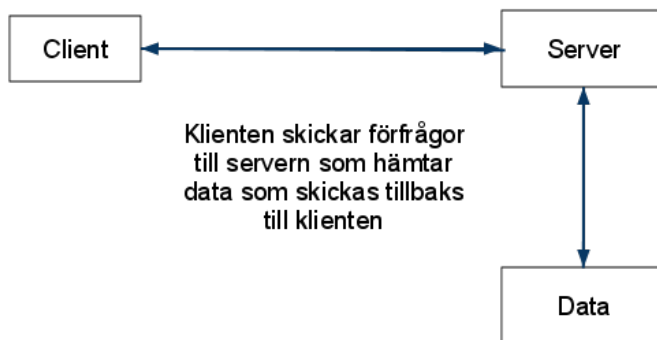 Client
Server
Klienten skickar förfrågor
till servern som hämtar
data som skickas tillbaks
till klienten
Data